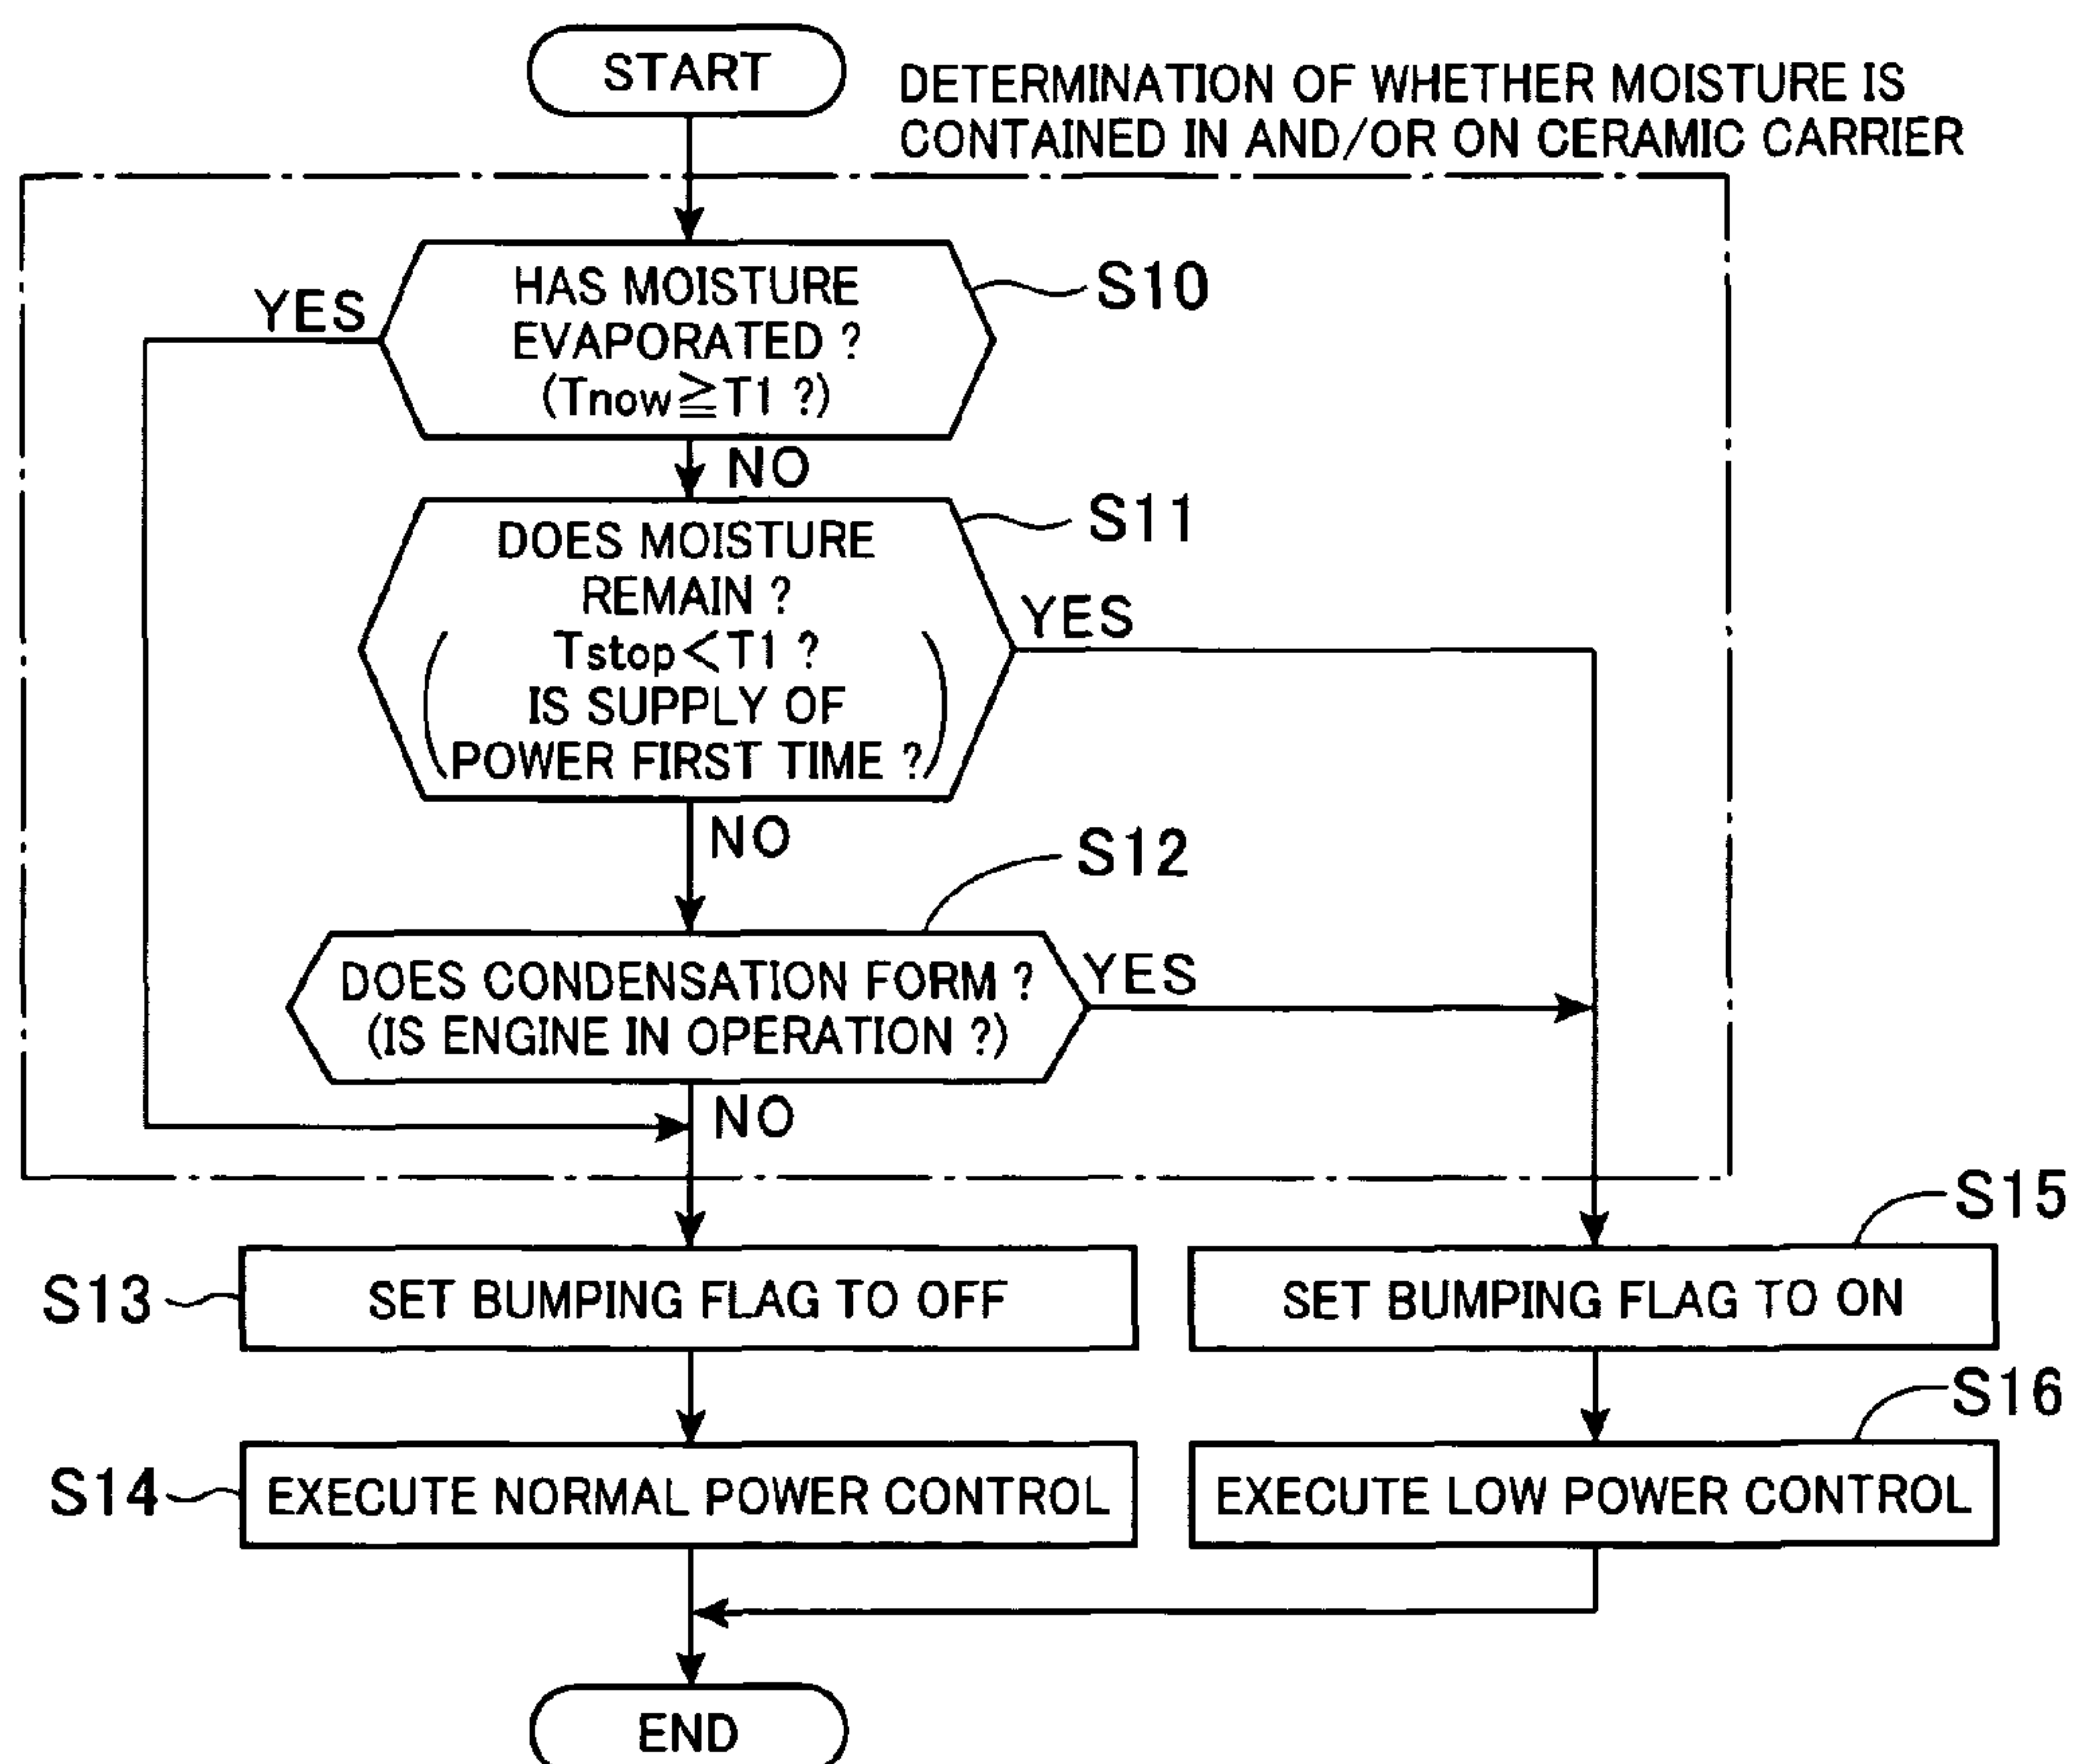 START
DETERMINATION OF WHETHER MOISTURE IS
CONTAINED IN AND/OR ON CERAMIC CARRIER
HAS MOISTURE
EVAPORATED ?
(Tnow≧T1 ?)
S10
YES
NO
DOES MOISTURE
REMAIN ?
Tstop<T1 ?
IS SUPPLY OF
POWER FIRST TIME ?
S11
YES
NO
S12
DOES CONDENSATION FORM ?
(IS ENGINE IN OPERATION ?)
YES
NO
S13
SET BUMPING FLAG TO OFF
S15
SET BUMPING FLAG TO ON
S14
EXECUTE NORMAL POWER CONTROL
S16
EXECUTE LOW POWER CONTROL
END